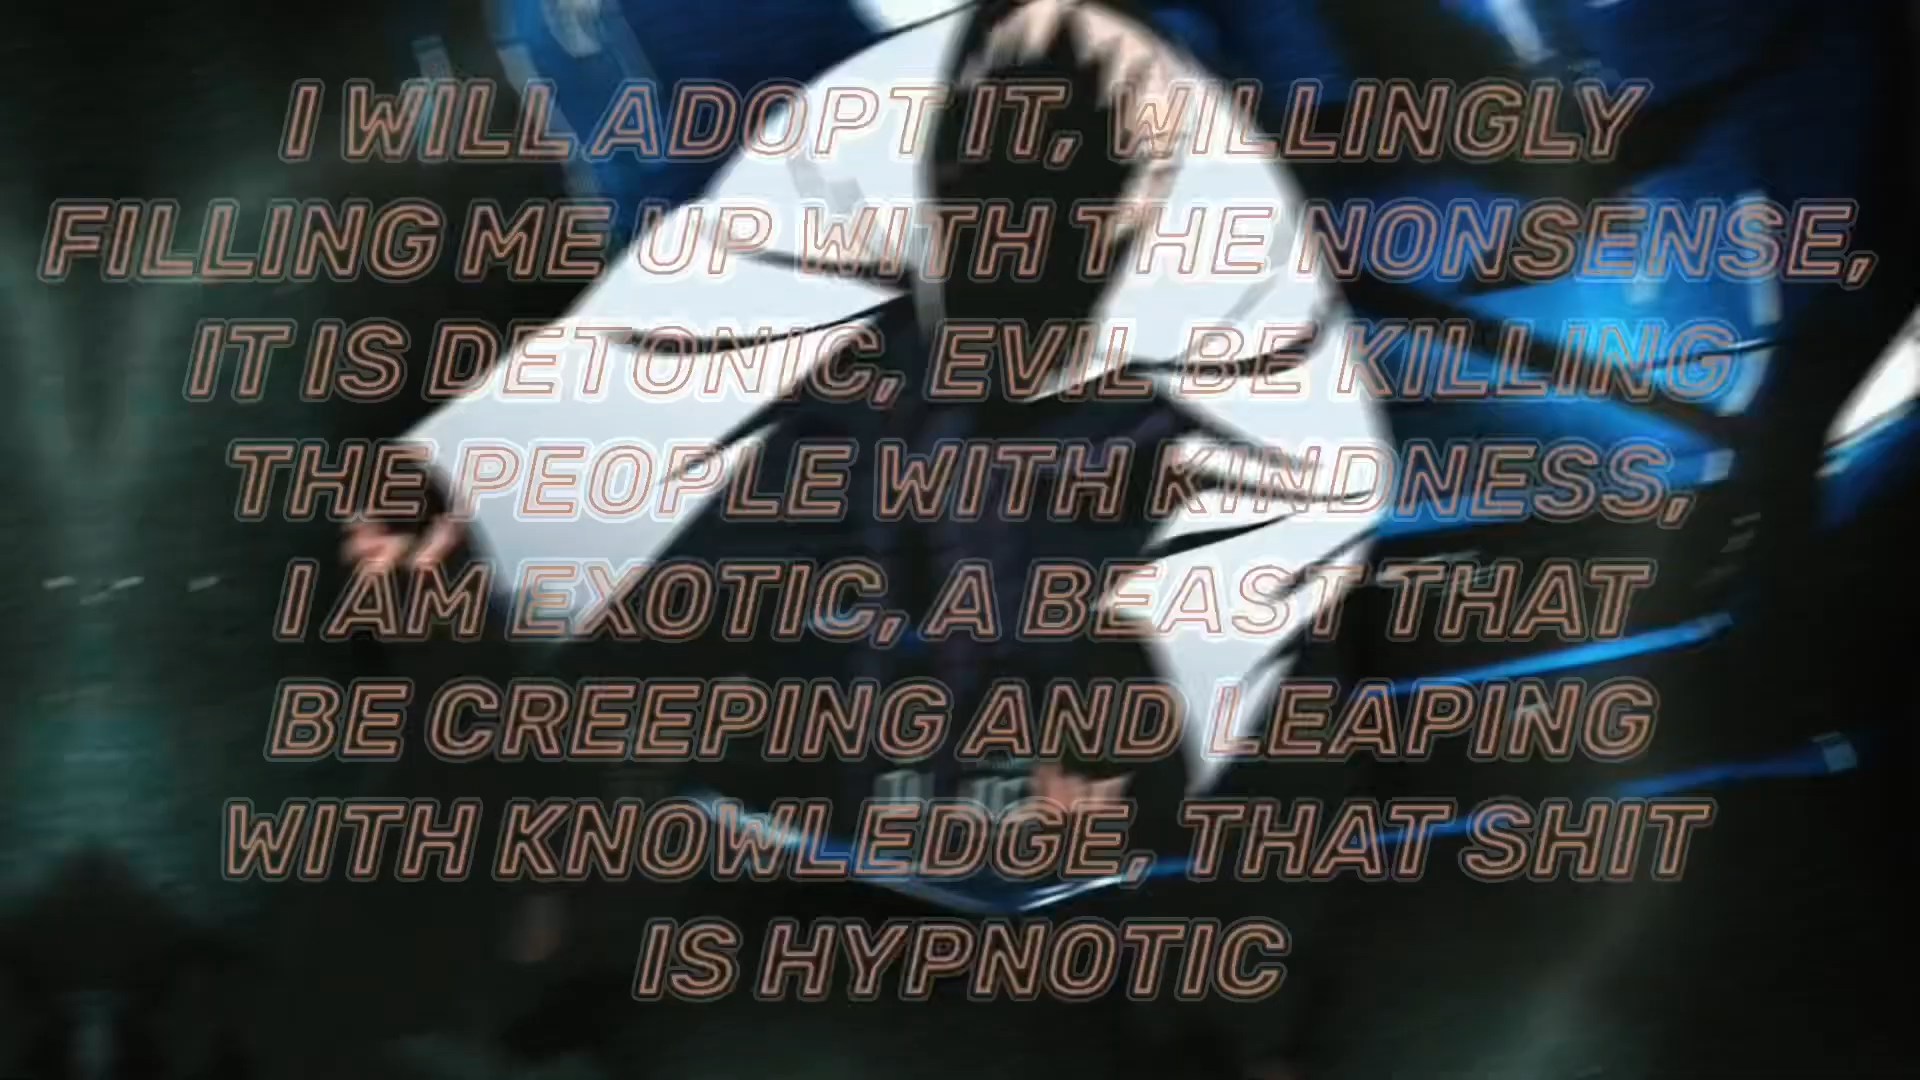 I WILL ADOPT IT, WILLINGLY
FILLING ME UP WITH THE NONSENSE,
IT IS DETONIC, EVIL BE KILLING
THE PEOPLE WITH KINDNESS,
I AM EXOTIC, A BEAST THAT
BE CREEPING AND LEAPING
WITH KNOWLEDGE, THAT SHIT
IS HYPNOTIC